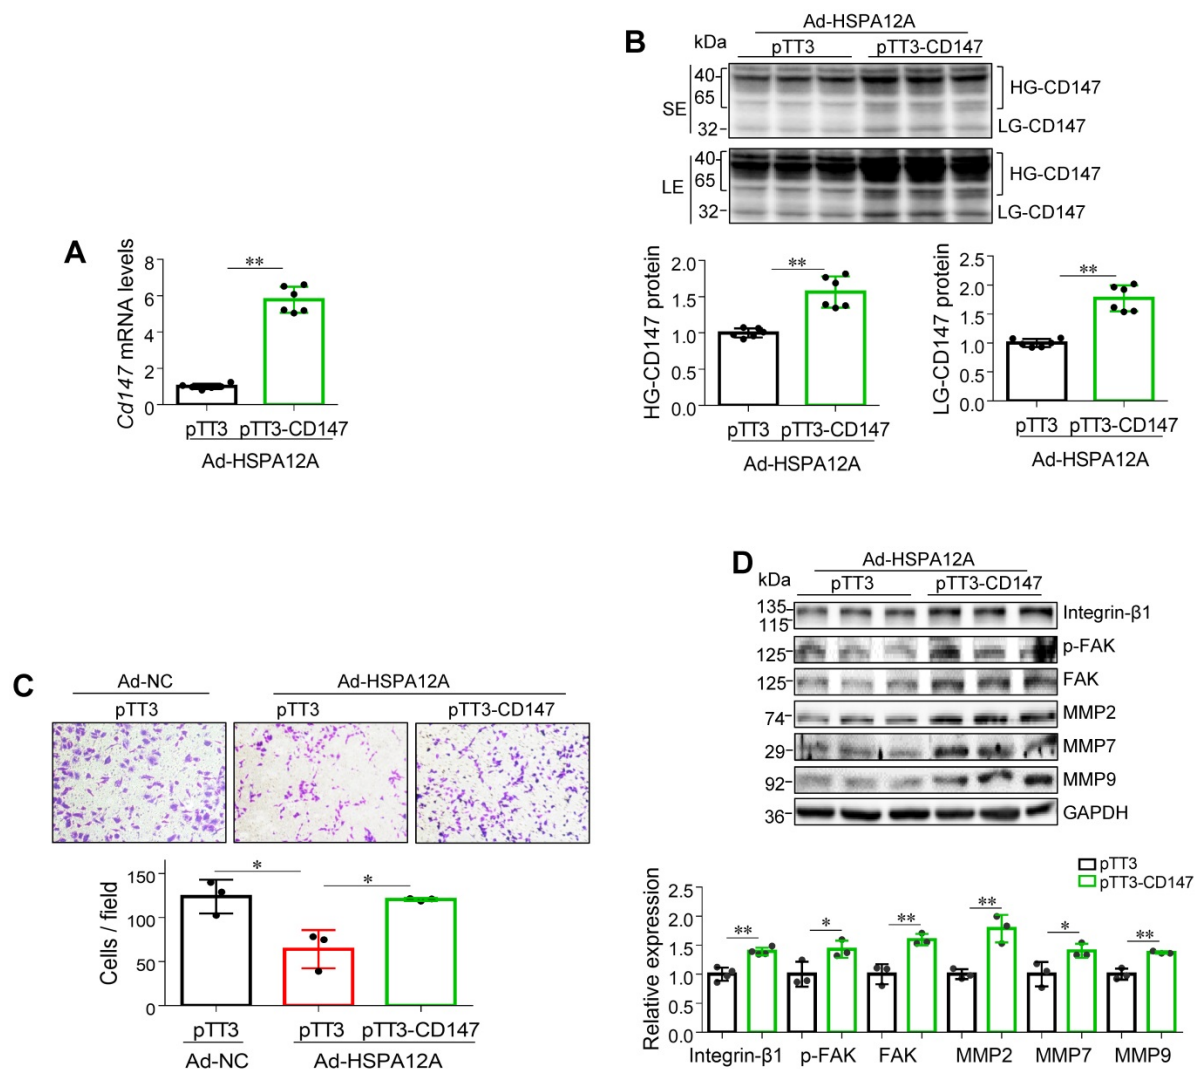 A
Cd147 mRNA levels
8
6
4
2
0
**
pTT3 pTT3-CD147
Ad-HSPA12A
B
Ad-HSPA12A
kDa pTT3 pTT3-CD147
SE
40
65
32
HG-CD147
LG-CD147
LE
40
65
32
HG-CD147
LG-CD147
HG-CD147 protein
2.0
1.5
1.0
0.5
0.0
**
pTT3 pTT3-CD147
Ad-HSPA12A
LG-CD147 protein
2.5
2.0
1.5
1.0
0.5
0.0
**
pTT3 pTT3-CD147
Ad-HSPA12A
C
Ad-NC Ad-HSPA12A
pTT3 pTT3 pTT3-CD147
Cells / field
150
100
50
0
* *
pTT3 pTT3 pTT3-CD147
Ad-NC Ad-HSPA12A
D
Ad-HSPA12A
kDa pTT3 pTT3-CD147
135 Integrin-β1
115
125 p-FAK
125 FAK
74 MMP2
29 MMP7
92 MMP9
36 GAPDH
pTT3
pTT3-CD147
Relative expression
2.5
2.0
1.5
1.0
0.5
0.0
** * ** ** * **
Integrin-β1 p-FAK FAK MMP2 MMP7 MMP9